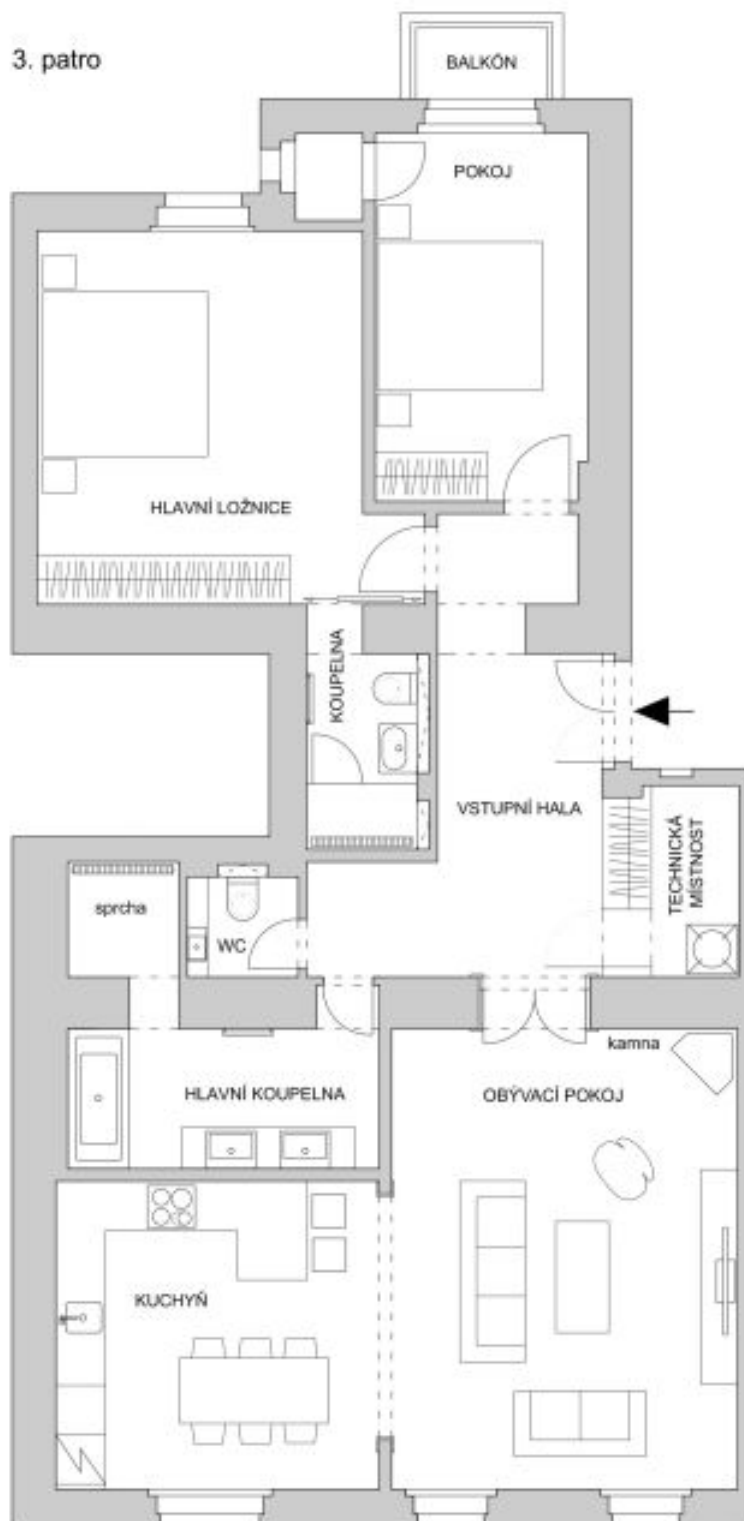 3. patro
BALKÓN
POKOJ
HLAVNÍ LOŽNICE
KOUPELNA
VSTUPNÍ HALA
TECHNICKÁ
MÍSTNOST
sprcha
WC
kamna
HLAVNÍ KOUPELNA
OBÝVACÍ POKOJ
KUCHYŇ